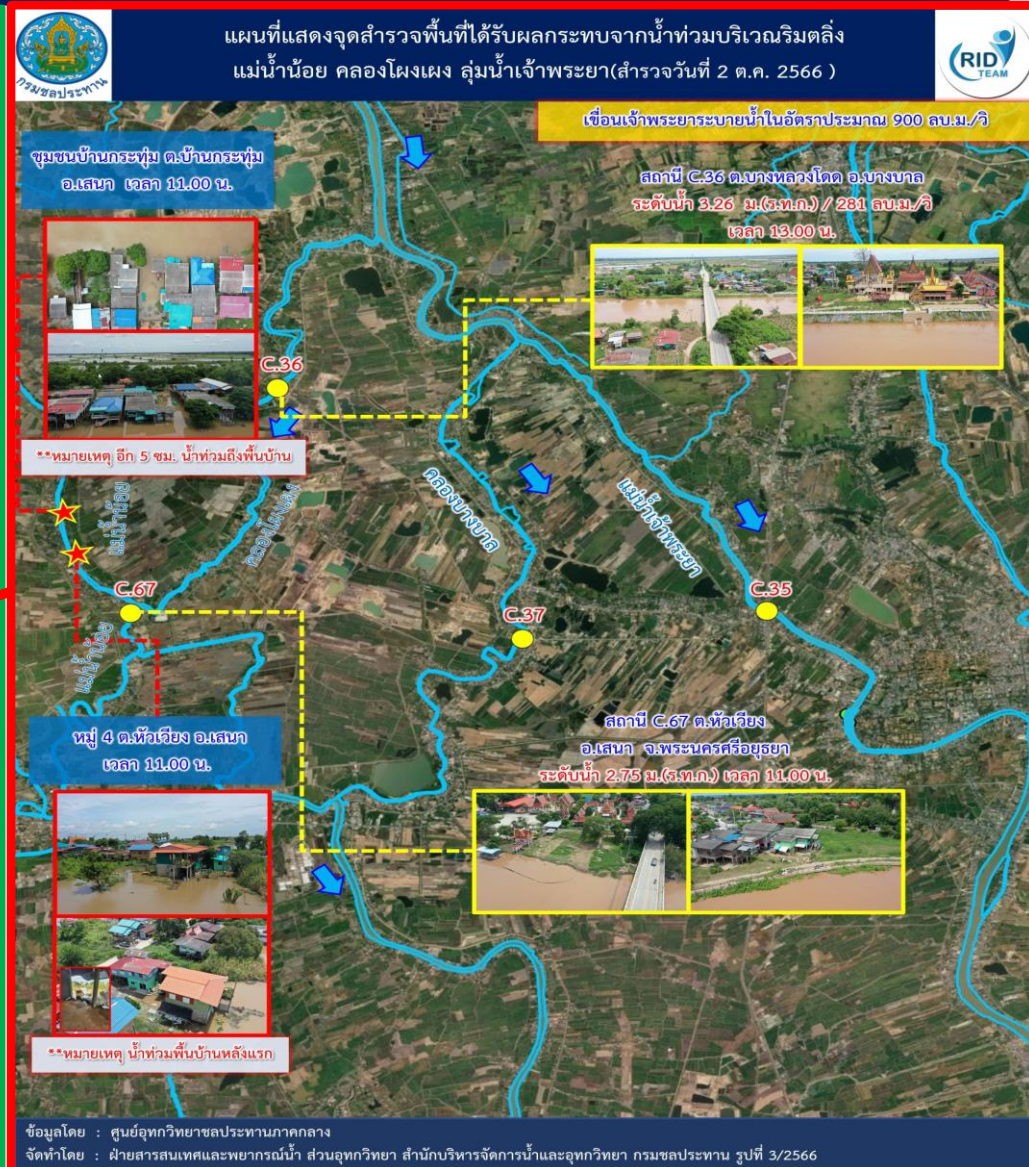 กรมชลประทาน
แผนที่แสดงจุดสำรวจพื้นที่ได้รับผลกระทบจากน้ำท่วมบริเวณริมตลิ่ง
แม่น้ำน้อย คลองโผงเผง ลุ่มน้ำเจ้าพระยา(สำรวจวันที่ 2 ต.ค. 2566 )
RID
TEAM
เขื่อนเจ้าพระยาระบายน้ำในอัตราประมาณ 900 ลบ.ม./วิ
ชุมชนบ้านกระทุ่ม ต.บ้านกระทุ่ม
อ.เสนา เวลา 11.00 น.
สถานี C.36 ต.บางหลวงโดด อ.บางบาล
ระดับน้ำ 3.26 ม.(ร.ท.ก.) / 281 ลบ.ม./วิ
เวลา 13.00 น.
C.36
**หมายเหตุ อีก 5 ซม. น้ำท่วมถึงพื้นบ้าน
แม่น้ำน้อย
คลองโผงเผง
คลองบางบาล
แม่น้ำเจ้าพระยา
C.67
C.37
C.35
แม่น้ำน้อย
หมู่ 4 ต.หัวเวียง อ.เสนา
เวลา 11.00 น.
สถานี C.67 ต.หัวเวียง
อ.เสนา จ.พระนครศรีอยุธยา
ระดับน้ำ 2.75 ม.(ร.ท.ก.) เวลา 11.00 น.
**หมายเหตุ น้ำท่วมพื้นบ้านหลังแรก
ข้อมูลโดย : ศูนย์อุทกวิทยาชลประทานภาคกลาง
จัดทำโดย : ฝ่ายสารสนเทศและพยากรณ์น้ำ ส่วนอุทกวิทยา สำนักบริหารจัดการน้ำและอุทกวิทยา กรมชลประทาน รูปที่ 3/2566